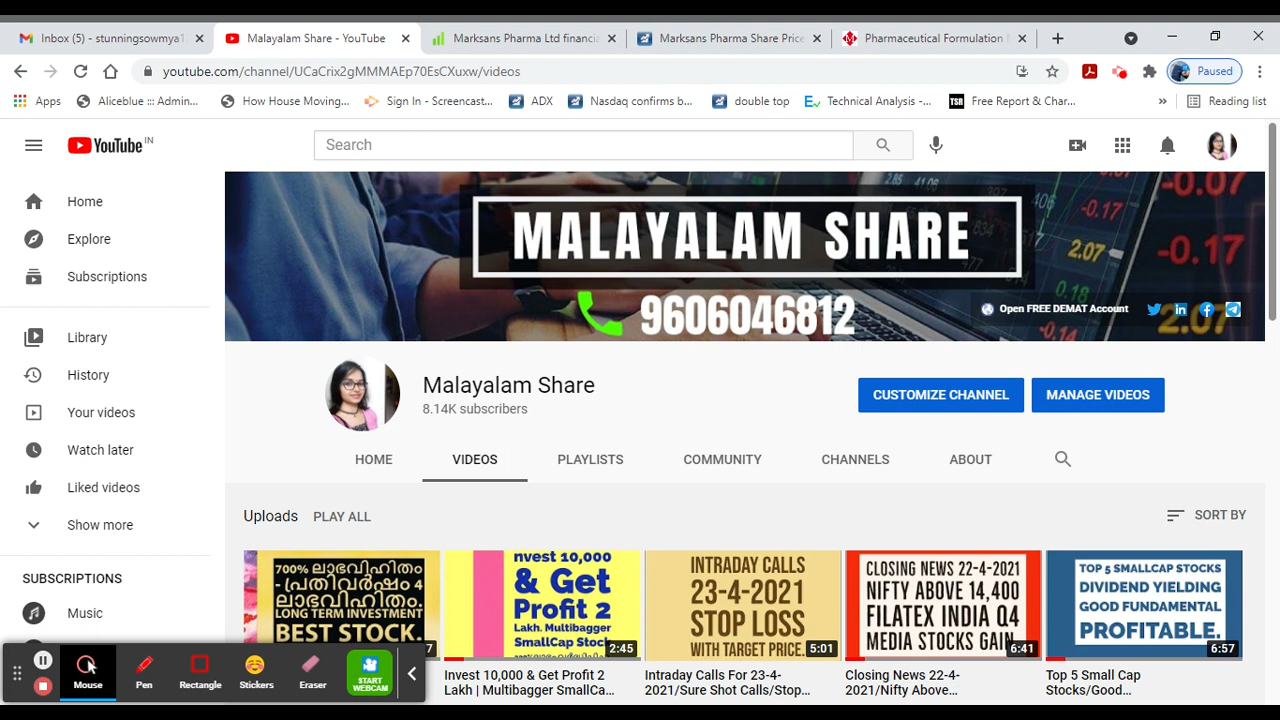 Inbox (5) - stunningsowmya1
Malayalam Share - YouTube
Marksans Pharma Ltd financia
Marksans Pharma Share Price
Pharmaceutical Formulation M
youtube.com/channel/UCaCrix2gMMMAEp70EsCXuxw/videos
Paused
Apps
Aliceblue ::: Admin...
How House Moving...
Sign In - Screencast...
ADX
Nasdaq confirms b...
double top
Technical Analysis -...
TSR
Free Report & Char...
»
Reading list
YouTube IN
Search
MALAYALAM SHARE
9606046812
Open FREE DEMAT Account
Home
Explore
Subscriptions
Library
History
Your videos
Watch later
Liked videos
Show more
SUBSCRIPTIONS
Music
Malayalam Share
8.14K subscribers
CUSTOMIZE CHANNEL
MANAGE VIDEOS
HOME
VIDEOS
PLAYLISTS
COMMUNITY
CHANNELS
ABOUT
Uploads
PLAY ALL
SORT BY
700% ലാഭവിഹിതം
- പ്രതിവർഷം 4
ലാഭവിഹിതം.
LONG TERM INVESTMENT
BEST STOCK.
nvest 10,000
& Get
Profit 2
Lakh. Multibagger
SmallCap Stock
2:45
Invest 10,000 & Get Profit 2
Lakh | Multibagger SmallCa...
INTRADAY CALLS
23-4-2021
STOP LOSS
WITH TARGET PRICE.
5:01
Intraday Calls For 23-4-
2021/Sure Shot Calls/Stop...
CLOSING NEWS 22-4-2021
NIFTY ABOVE 14,400
FILATEX INDIA Q4
MEDIA STOCKS GAIN
6:41
Closing News 22-4-
2021/Nifty Above...
TOP 5 SMALLCAP STOCKS
DIVIDEND YIELDING
GOOD FUNDAMENTAL
PROFITABLE.
6:57
Top 5 Small Cap
Stocks/Good...
Mouse
Pen
Rectangle
Stickers
Eraser
START
WEBCAM